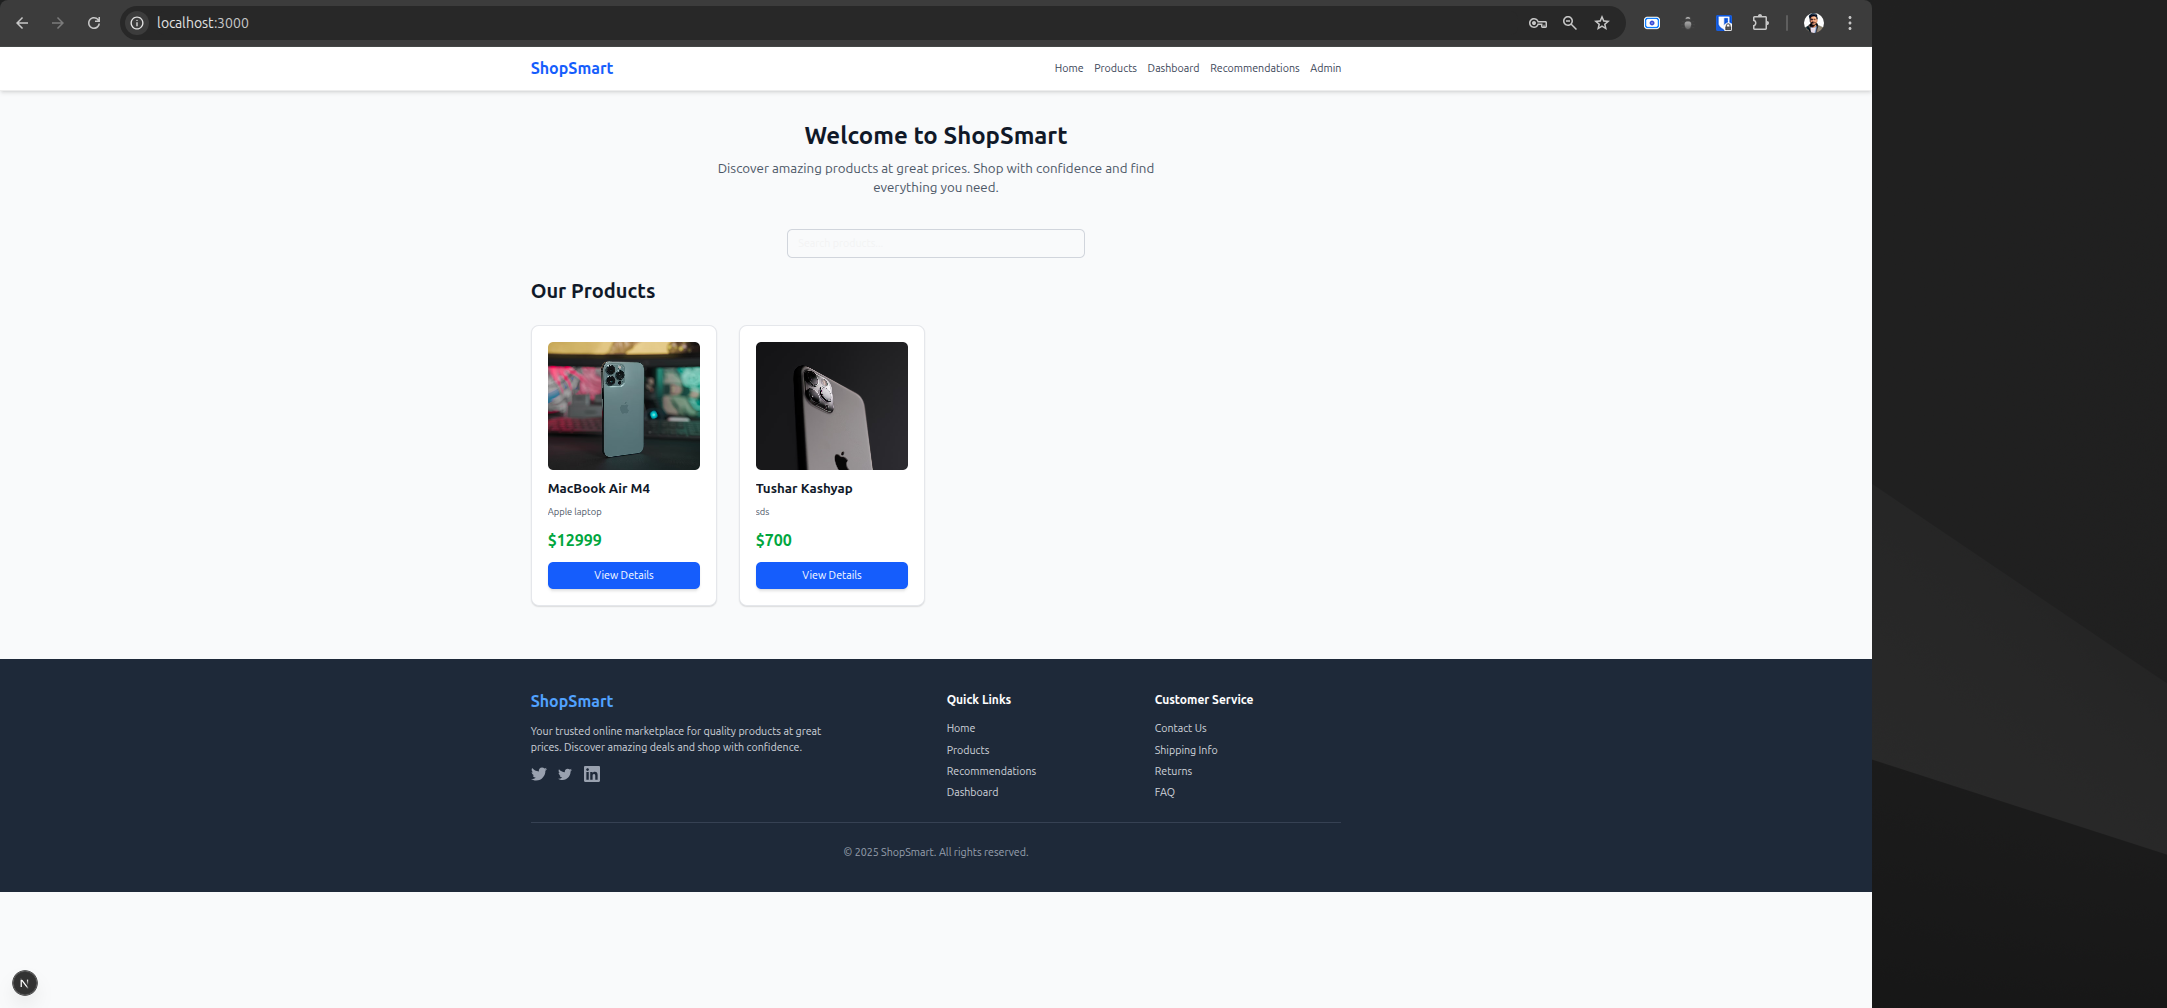 localhost:3000
ShopSmart
Home Products Dashboard Recommendations Admin
Welcome to ShopSmart
Discover amazing products at great prices. Shop with confidence and find
everything you need.
Search products...
Our Products
MacBook Air M4
Apple laptop
$12999
View Details
Tushar Kashyap
sds
$700
View Details
ShopSmart
Your trusted online marketplace for quality products at great
prices. Discover amazing deals and shop with confidence.
in
Quick Links
Home
Products
Recommendations
Dashboard
Customer Service
Contact Us
Shipping Info
Returns
FAQ
© 2025 ShopSmart. All rights reserved.
N